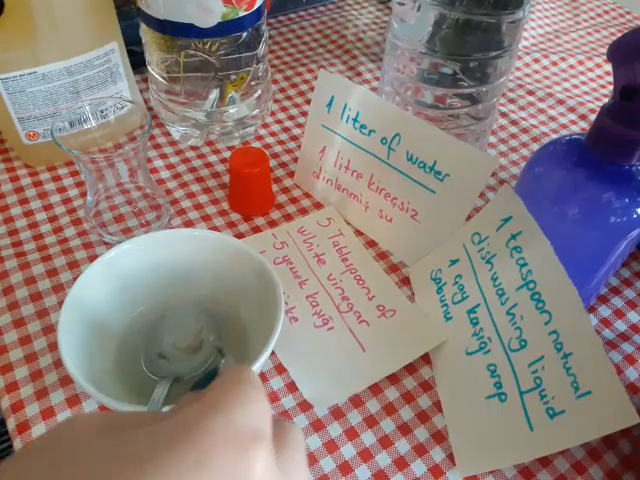 1 liter of water
1 litre kireçsiz
dinlenmiş su
5 Tablespoons of
white vinegar
5 yemek kaşığı
1 teaspoon natural
dishwashing liquid
1 çay kaşığı arap
sabunu